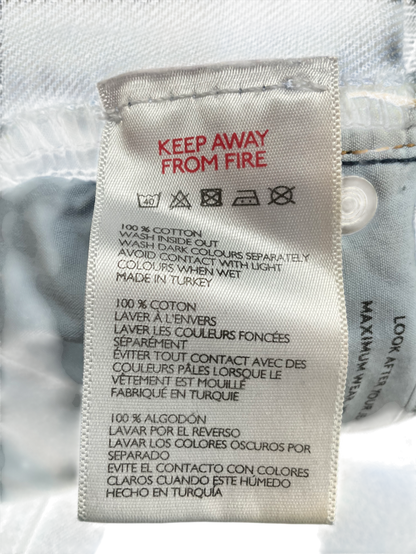 KEEP AWAY
FROM FIRE
40
100 % COTTON
WASH INSIDE OUT
WASH DARK COLOURS SEPARATELY
AVOID CONTACT WITH LIGHT
COLOURS WHEN WET
MADE IN TURKEY
100 % COTON
LAVER À L'ENVERS
LAVER LES COULEURS FONCÉES
SÉPARÉMENT
ÉVITER TOUT CONTACT AVEC DES
COULEURS PÂLES LORSQUE LE
VÊTEMENT EST MOUILLÉ
FABRIQUÉ EN TURQUIE
100 % ALGODÓN
LAVAR POR EL REVERSO
LAVAR LOS COLORES OSCUROS POR
SEPARADO
EVITE EL CONTACTO CON COLORES
CLAROS CUANDO ESTE HÚMEDO
HECHO EN TURQUÍA
LOOK AFTER YOUR
MAXIMUM WEA